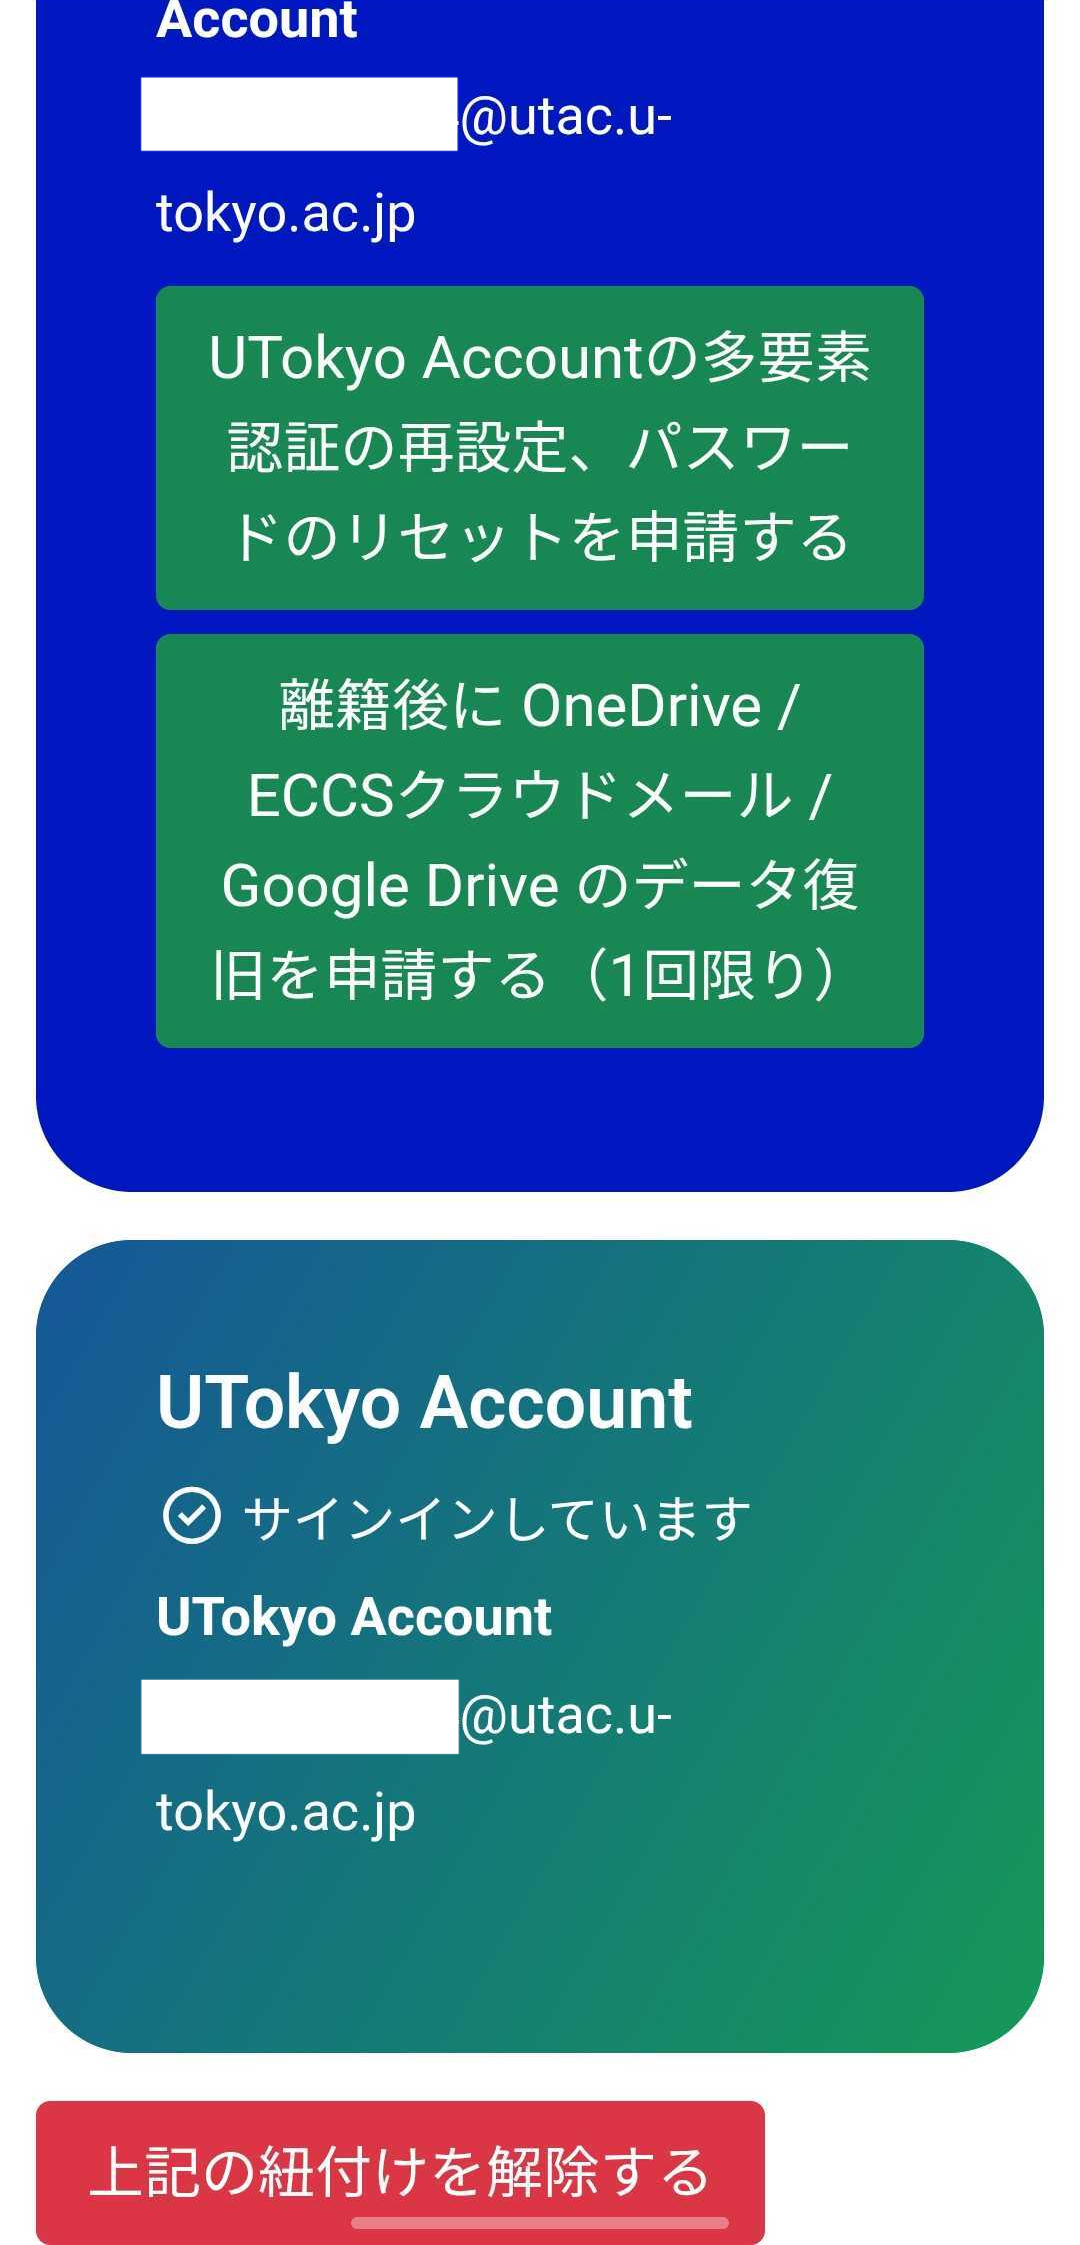 Account
@utac.u-
tokyo.ac.jp
UTokyo Accountの多要素
認証の再設定、パスワー
ドのリセットを申請する
離籍後に OneDrive /
ECCSクラウドメール /
Google Drive のデータ復
旧を申請する（1回限り）
UTokyo Account
サインインしています
UTokyo Account
@utac.u-
tokyo.ac.jp
上記の紐付けを解除する